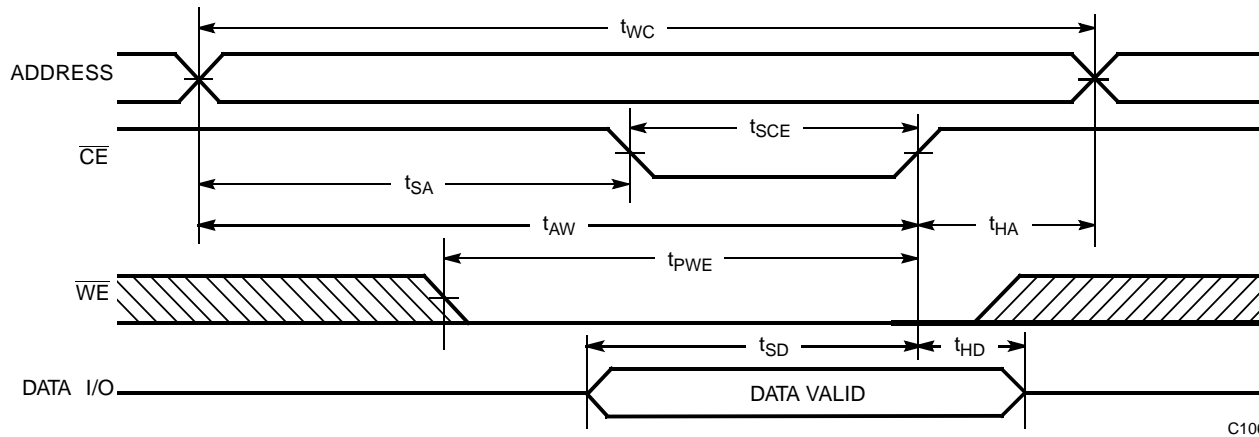 tWC
ADDRESS
tSCE
CE
tSA
tAW
tHA
tPWE
WE
tSD
tHD
DATA I/O
DATA VALID